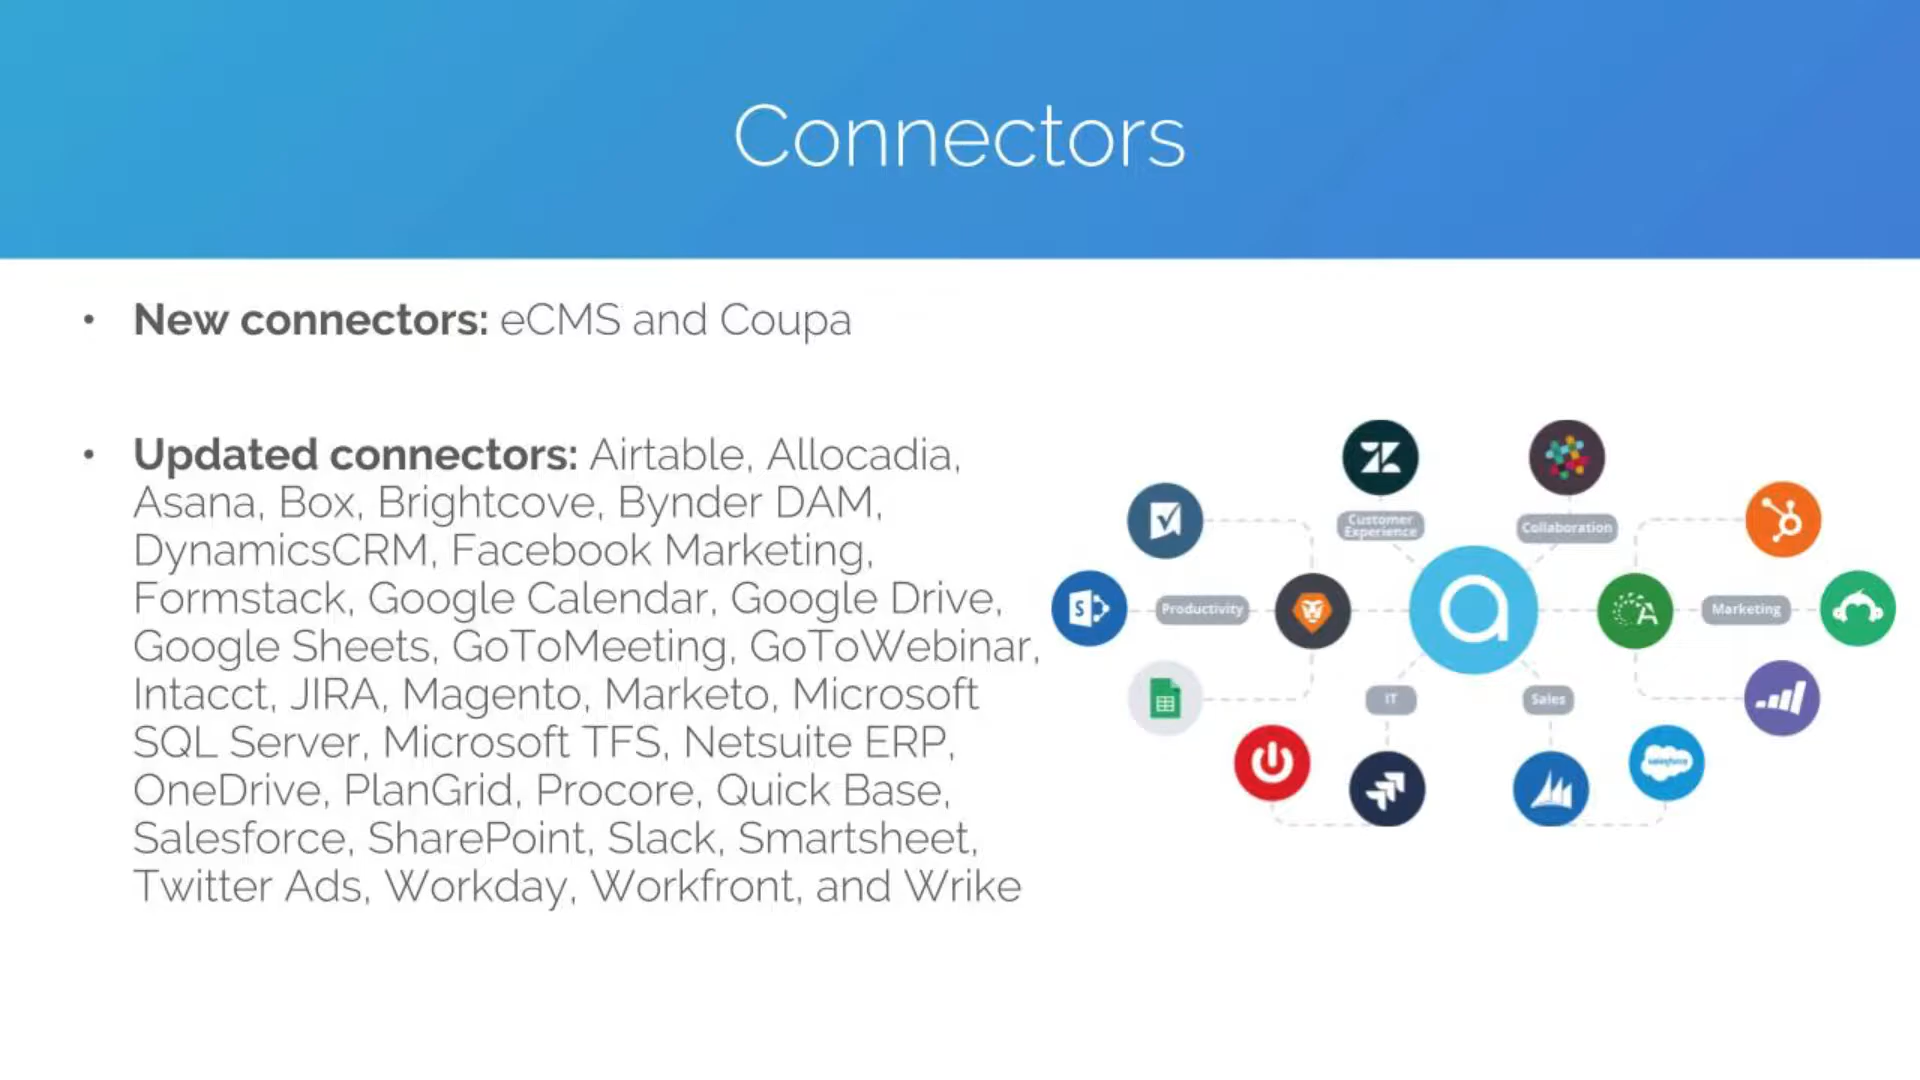 Connectors
• New connectors: eCMS and Coupa
• Updated connectors: Airtable, Allocadia,
Asana, Box, Brightcove, Bynder DAM,
DynamicsCRM, Facebook Marketing,
Formstack, Google Calendar, Google Drive,
Google Sheets, GoToMeeting, GoToWebinar,
Intacct, JIRA, Magento, Marketo, Microsoft
SQL Server, Microsoft TFS, Netsuite ERP,
OneDrive, PlanGrid, Procore, Quick Base,
Salesforce, SharePoint, Slack, Smartsheet,
Twitter Ads, Workday, Workfront, and Wrike
Customer
Experience
Collaboration
S
Productivity
a
A
Marketing
IT
Sales
salesforce